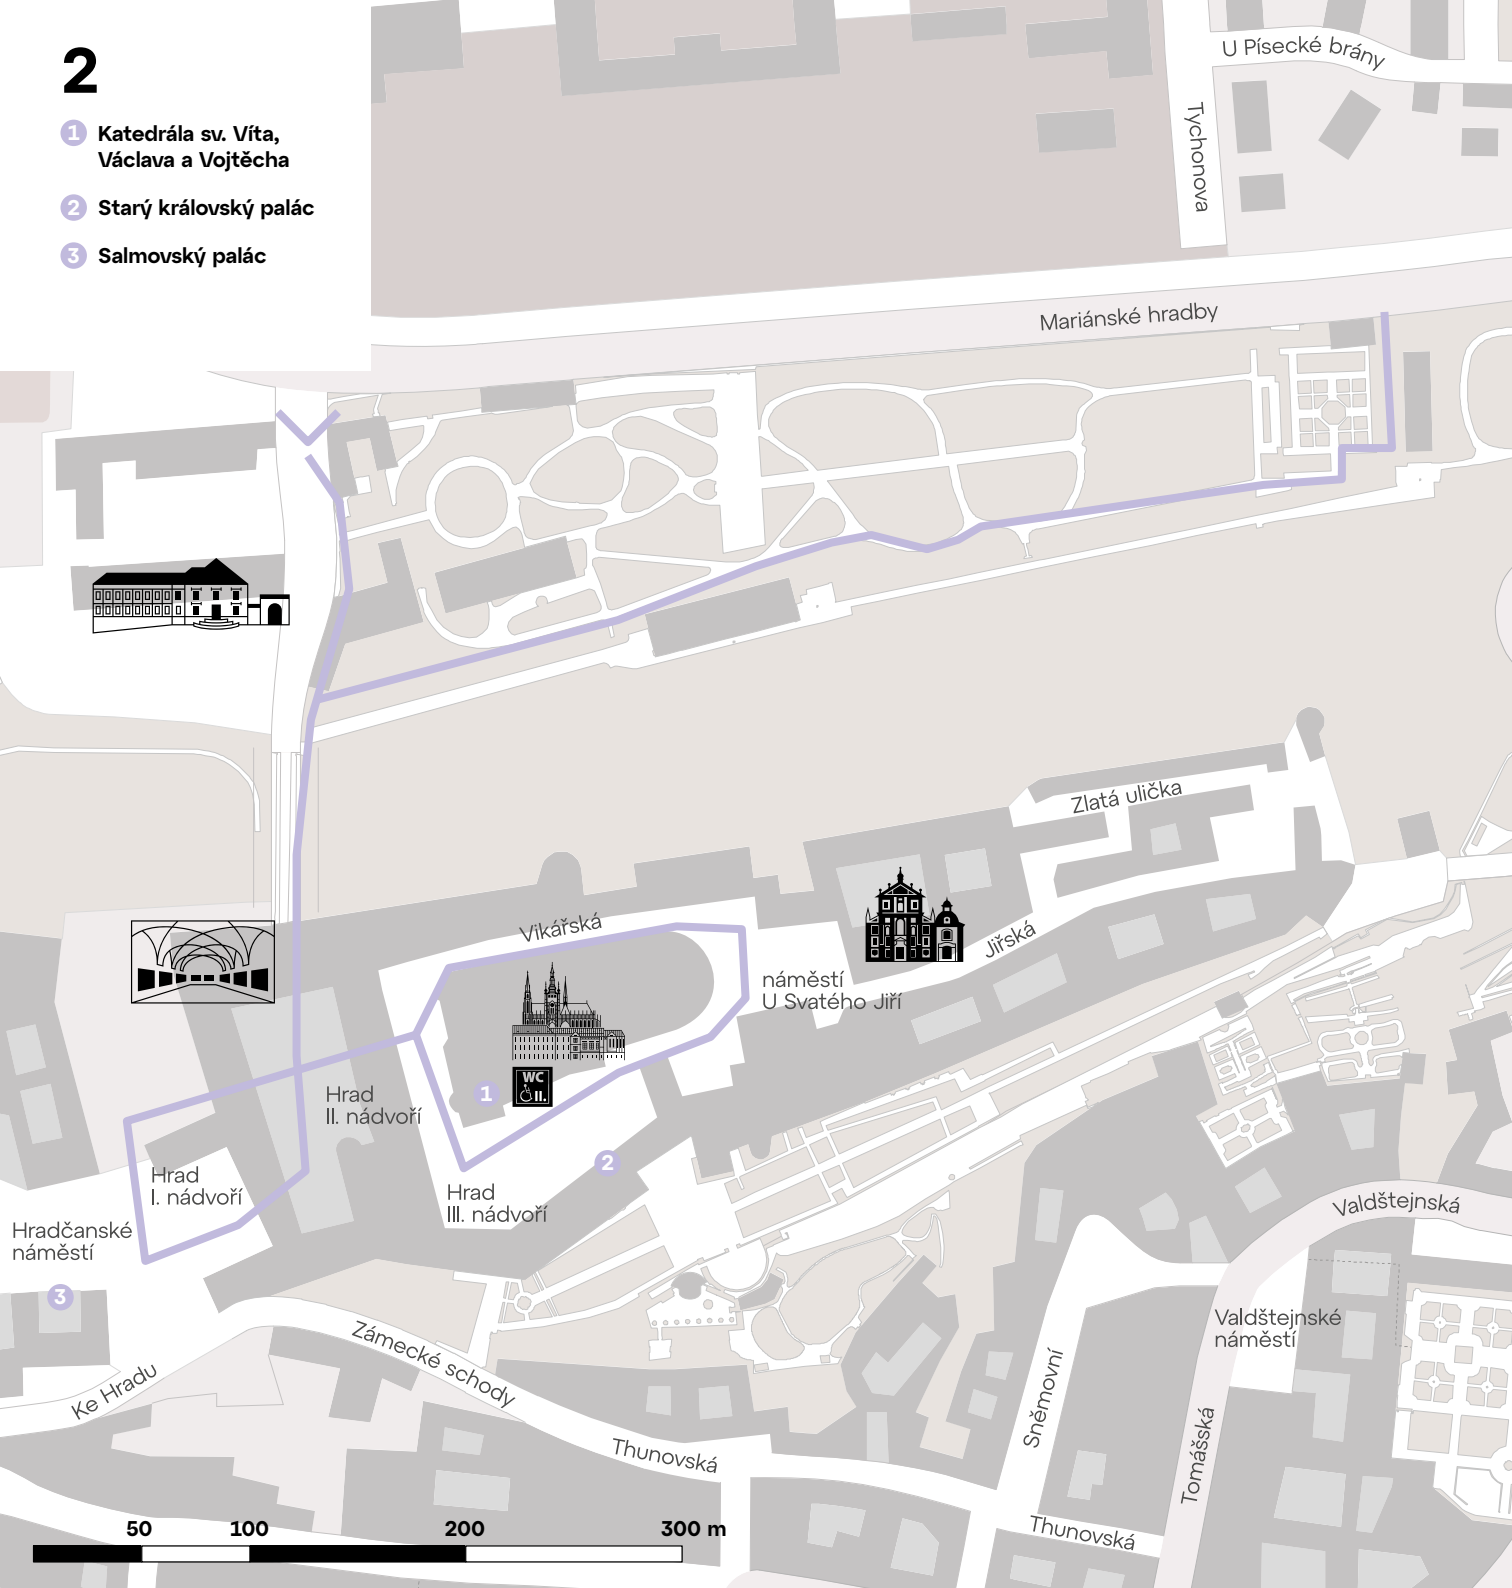 2
1 Katedrála sv. Víta,
Václava a Vojtěcha
2 Starý královský palác
3 Salmovský palác
U Písecké brány
Tychonova
Mariánské hradby
Zlatá ulička
Vikářská
Jiřská
náměstí
U Svatého Jiří
WC
II.
1
Hrad
II. nádvoří
2
Hrad
I. nádvoří
Hrad
III. nádvoří
Hradčanské
náměstí
3
Valdštejnská
Valdštejnské
náměstí
Zámecké schody
Ke Hradu
Sněmovní
Tomášská
Thunovská
Thunovská
50 100 200 300 m